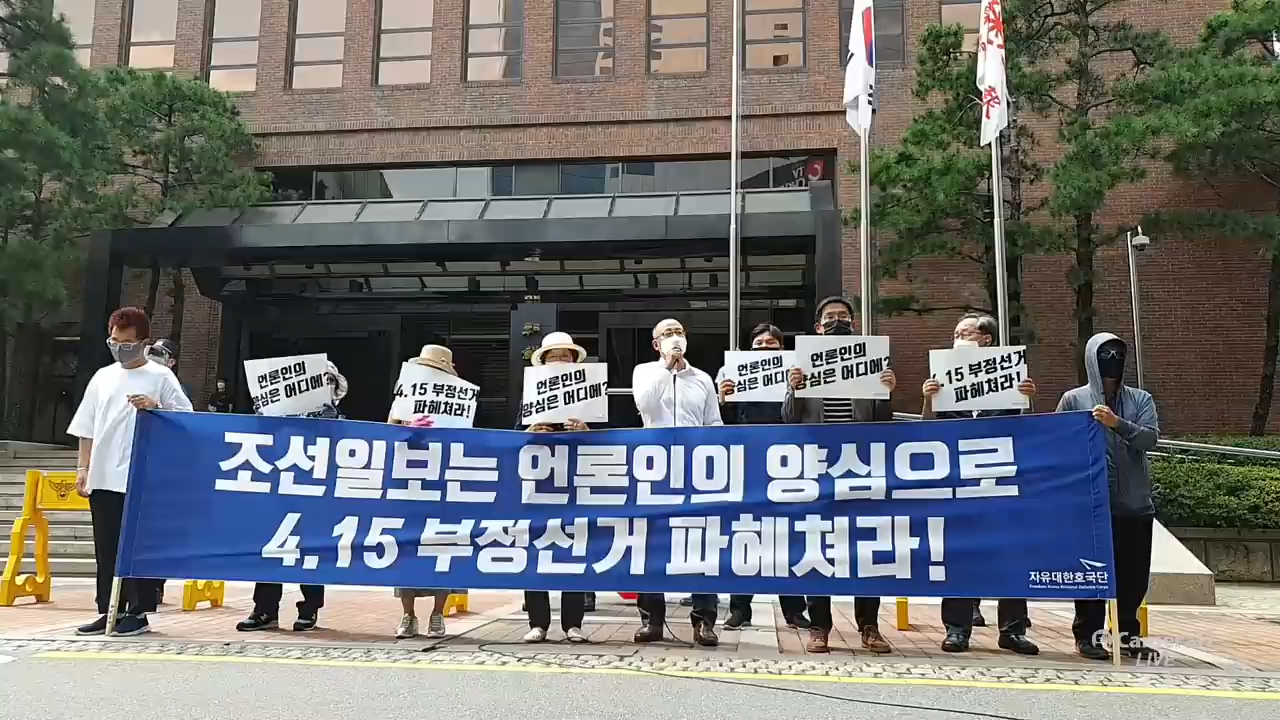 언론인의
양심은 어디에?
4.15 부정선거
파헤쳐라!
언론인의
양심은 어디에?
언론인의
양심은 어디
언론인의
양심은 어디에?
4.15 부정선거
파헤쳐라!
조선일보는 언론인의 양심으로
4.15 부정선거 파헤쳐라!
자유대한호국단
LIVE